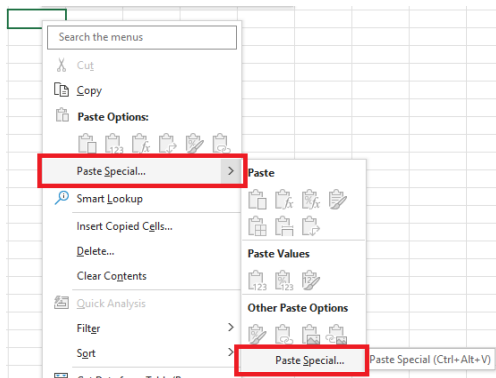 Search the menus
Cut
Copy
Paste Options:
Paste Special...
Smart Lookup
Insert Copied Cells...
Delete...
Clear Contents
Quick Analysis
Filter
Sort
Paste
Paste Values
Other Paste Options
Paste Special...
Paste Special (Ctrl+Alt+V)